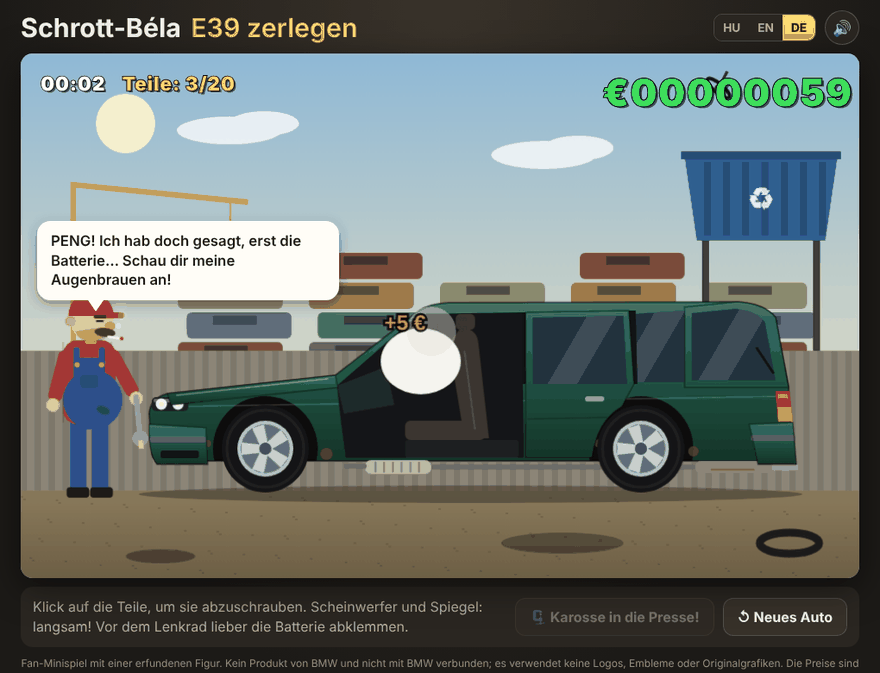 Schrott-Béla E39 zerlegen
HU EN DE
00:02 Teile: 3/20
€00000059
PENG! Ich hab doch gesagt, erst die
Batterie... Schau dir meine
Augenbrauen an!
+5 €
Klick auf die Teile, um sie abzuschrauben. Scheinwerfer und Spiegel:
langsam! Vor dem Lenkrad lieber die Batterie abklemmen.
Karosse in die Presse!
Neues Auto
Fan-Minispiel mit einer erfundenen Figur. Kein Produkt von BMW und nicht mit BMW verbunden; es verwendet keine Logos, Embleme oder Originalgrafiken. Die Preise sind